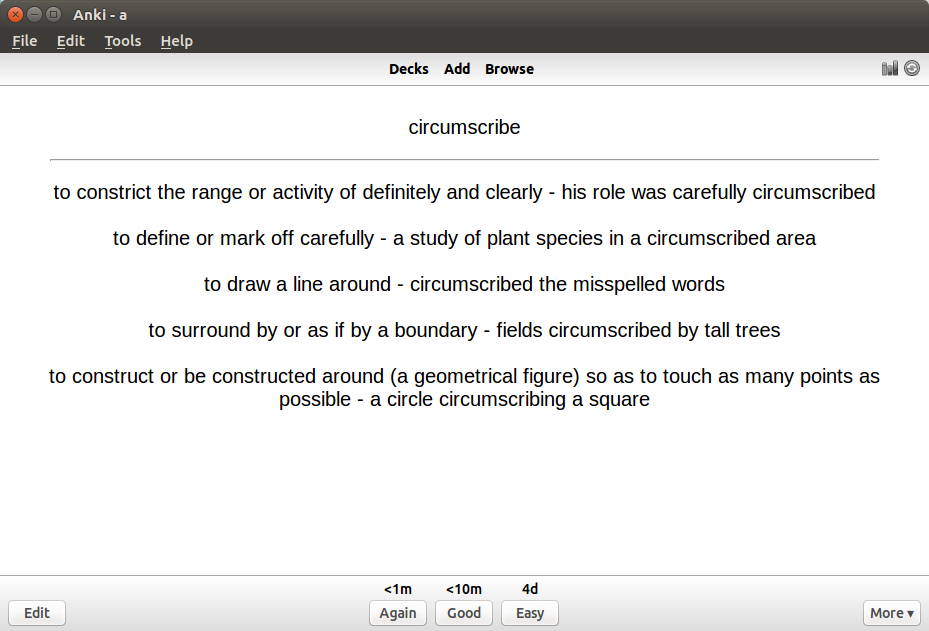 Anki - a
File Edit Tools Help
Decks Add Browse
circumscribe
to constrict the range or activity of definitely and clearly - his role was carefully circumscribed
to define or mark off carefully - a study of plant species in a circumscribed area
to draw a line around - circumscribed the misspelled words
to surround by or as if by a boundary - fields circumscribed by tall trees
to construct or be constructed around (a geometrical figure) so as to touch as many points as
possible - a circle circumscribing a square
<1m <10m 4d
Edit Again Good Easy More ▾